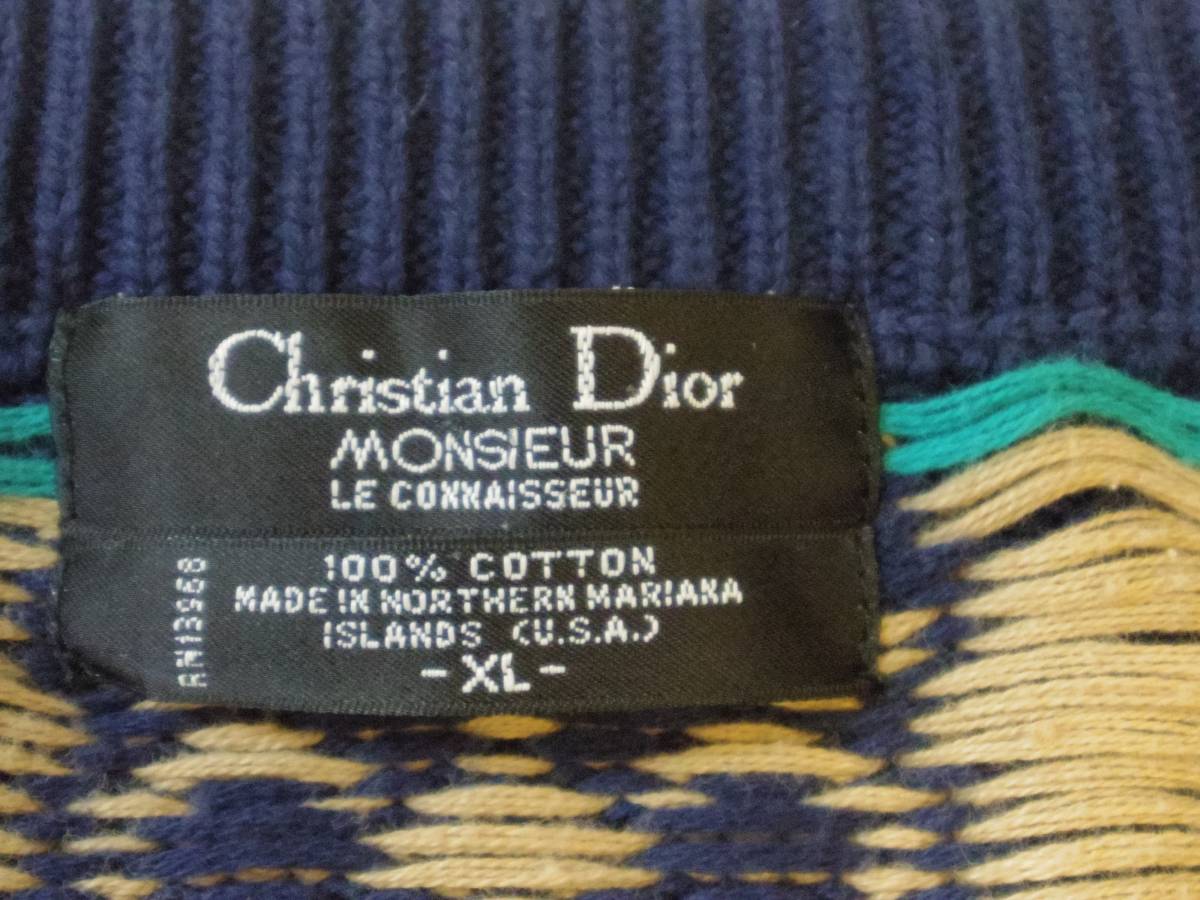 Christian Dior
MONSIEUR
LE CONNAISSEUR
100% COTTON
MADE IN NORTHERN MARIANA
ISLANDS (U.S.A.)
- XL -
RN13968